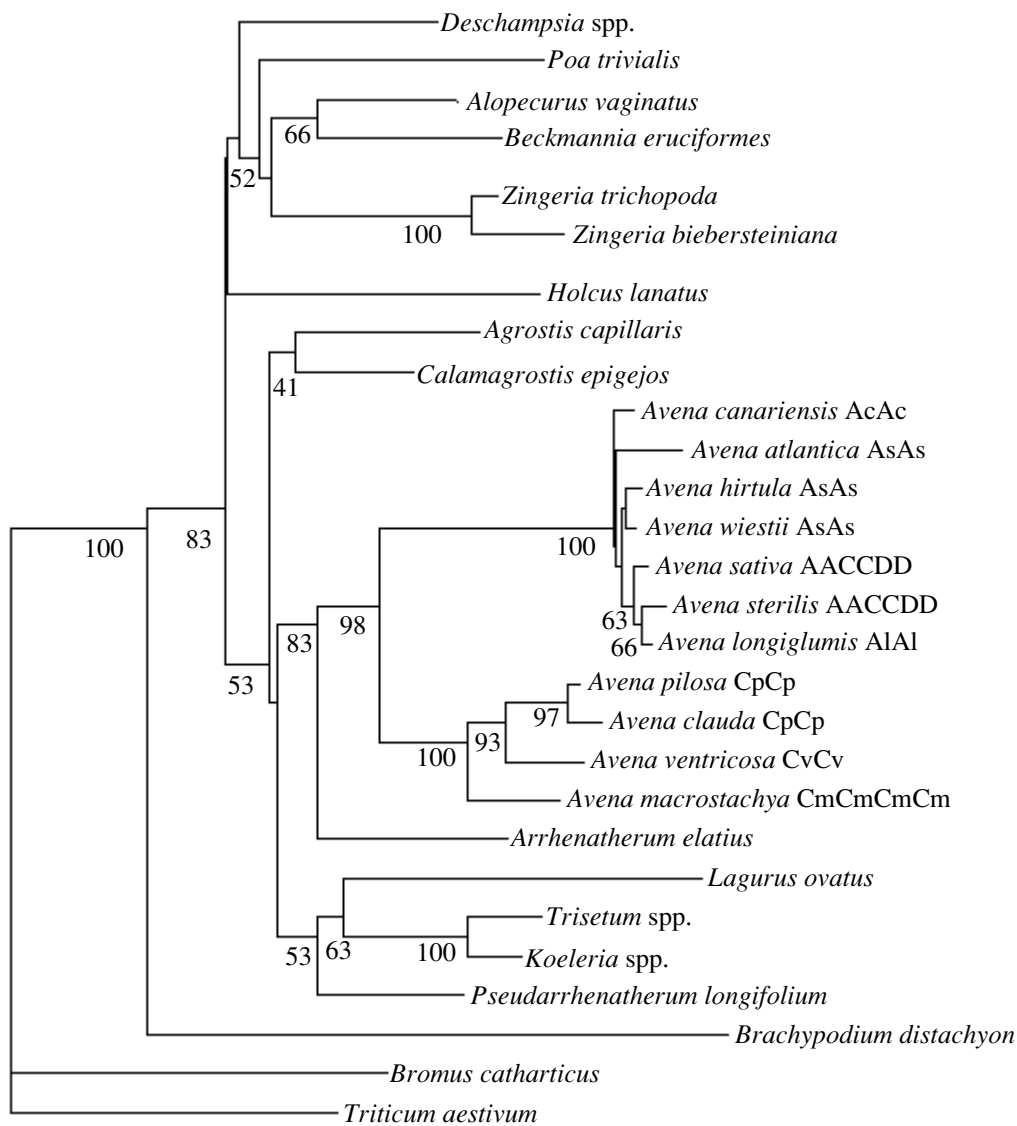 Deschampsia spp.
Poa trivialis
Alopecurus vaginatus
66
Beckmannia eruciformes
52
Zingeria trichopoda
100
Zingeria biebersteiniana
Holcus lanatus
Agrostis capillaris
41
Calamagrostis epigejos
Avena canariensis AcAc
Avena atlantica AsAs
Avena hirtula AsAs
Avena wiestii AsAs
100
83
100
Avena sativa AACCDD
Avena sterilis AACCDD
63
98
83
66
Avena longiglumis AlAl
53
Avena pilosa CpCp
97
Avena clauda CpCp
93
100
Avena ventricosa CvCv
Avena macrostachya CmCmCmCm
Arrhenatherum elatius
Lagurus ovatus
Trisetum spp.
53
63
100
Koeleria spp.
Pseudarrhenatherum longifolium
Brachypodium distachyon
Bromus catharticus
Triticum aestivum